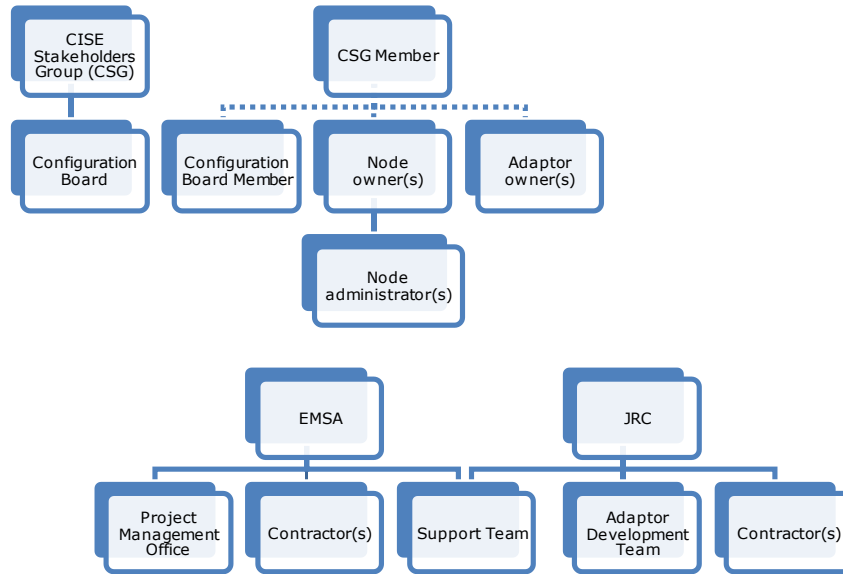 CISE
Stakeholders
Group (CSG)
CSG Member
Configuration
Board
Configuration
Board Member
Node
owner(s)
Adaptor
owner(s)
Node
administrator(s)
EMSA
JRC
Project
Management
Office
Contractor(s)
Support Team
Adaptor
Development
Team
Contractor(s)